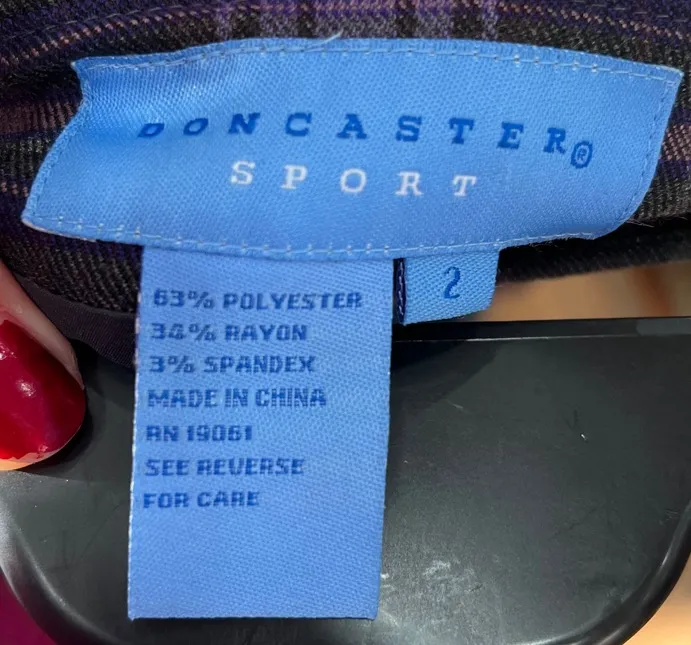 DONCASTER®
SPORT
2
63% POLYESTER
34% RAYON
3% SPANDEX
MADE IN CHINA
RN 19061
SEE REVERSE
FOR CARE